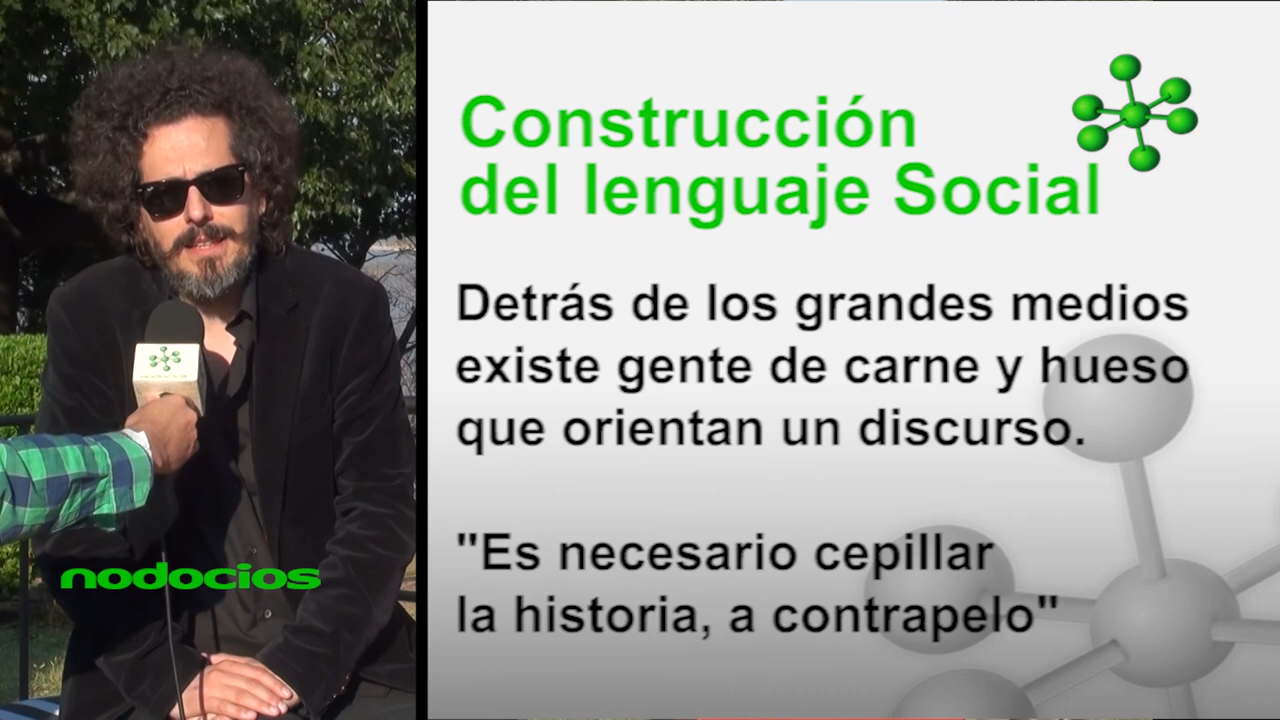 nodocios
Construcción
del lenguaje Social
Detrás de los grandes medios
existe gente de carne y hueso
que orientan un discurso.
"Es necesario cepillar
la historia, a contrapelo"